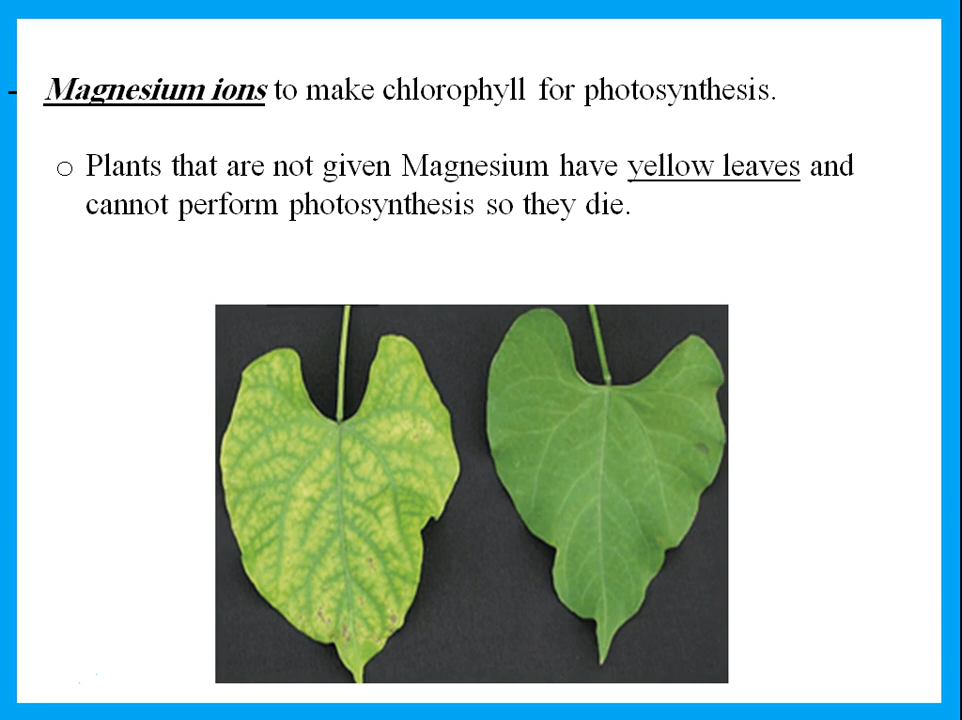 - Magnesium ions to make chlorophyll for photosynthesis.
o Plants that are not given Magnesium have yellow leaves and
cannot perform photosynthesis so they die.